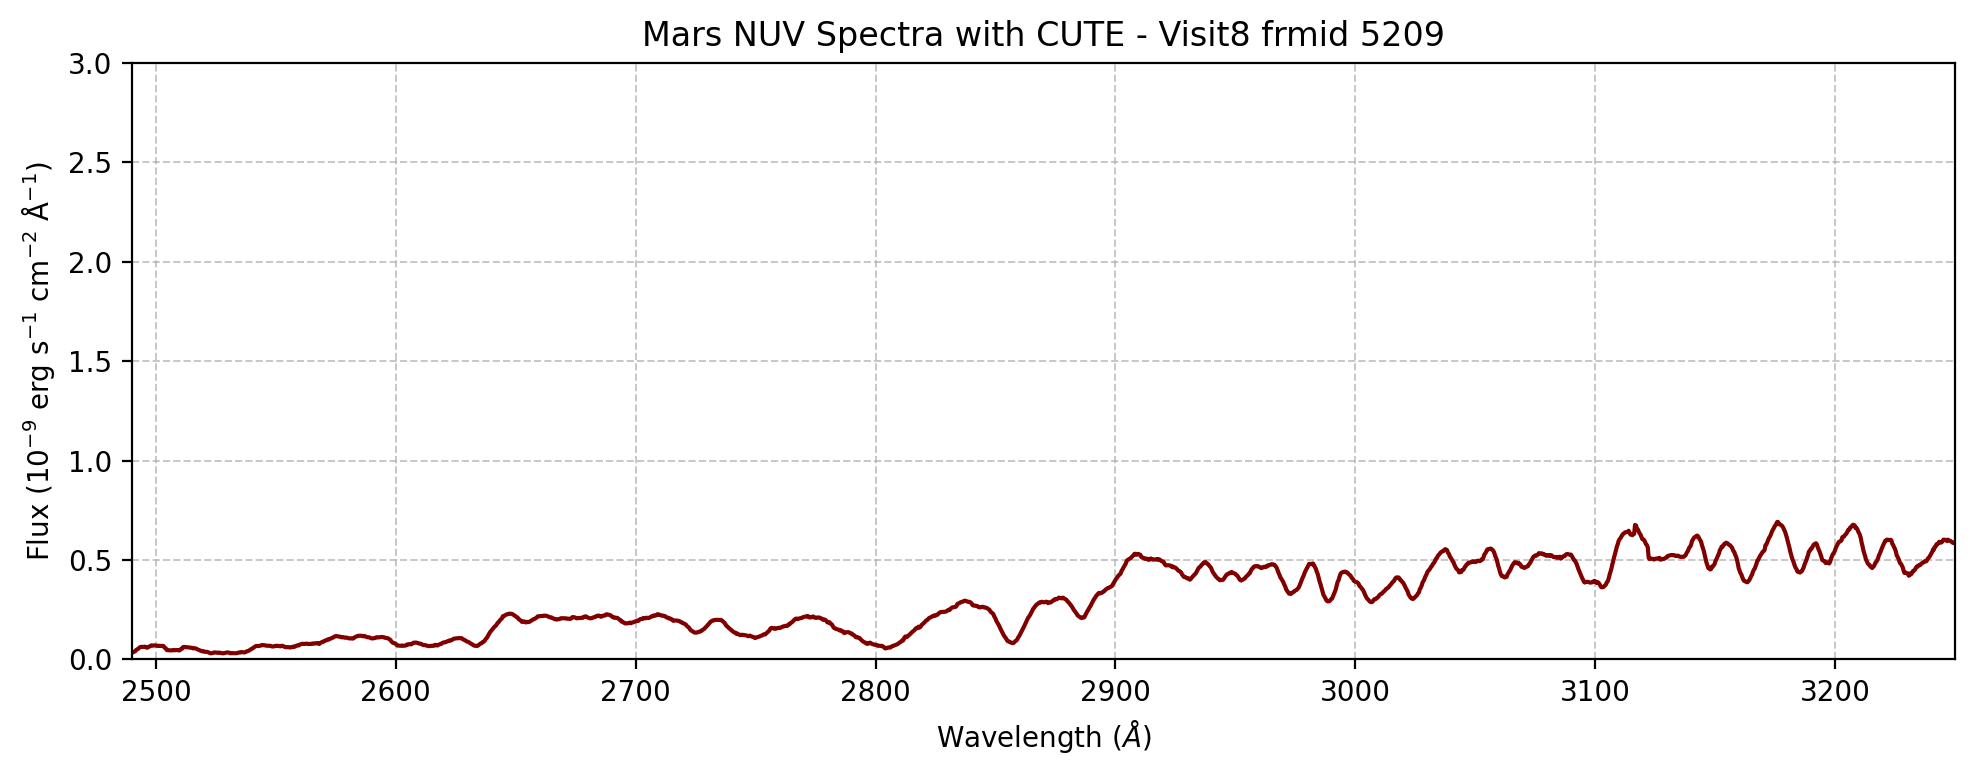 Mars NUV Spectra with CUTE - Visit8 frmid 5209
3.0
2.5
2.0
1.5
1.0
0.5
0.0
Flux (10⁻⁹ erg s⁻¹ cm⁻² Å⁻¹)
2500 2600 2700 2800 2900 3000 3100 3200
Wavelength (Å)